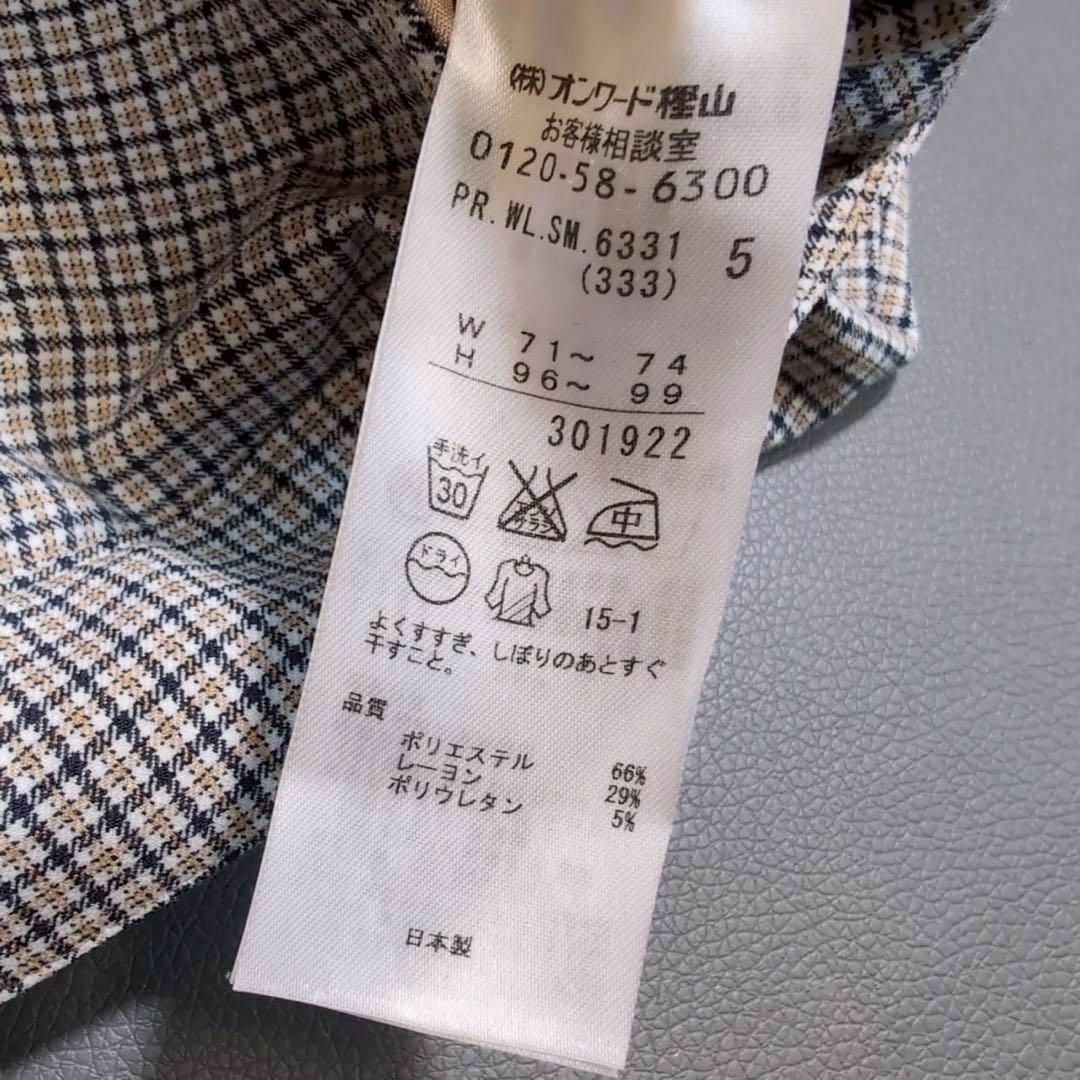 (株)オンワード樫山
お客様相談室
0120-58-6300
PR.WL.SM.6331 5
(333)
W 71～ 74
H 96～ 99
301922
手洗イ
30
エンソ
サラシ
中
ドライ
15-1
よくすすぎ、しぼりのあとすぐ
干すこと。
品質
ポリエステル 66%
レーヨン 29%
ポリウレタン 5%
日本製